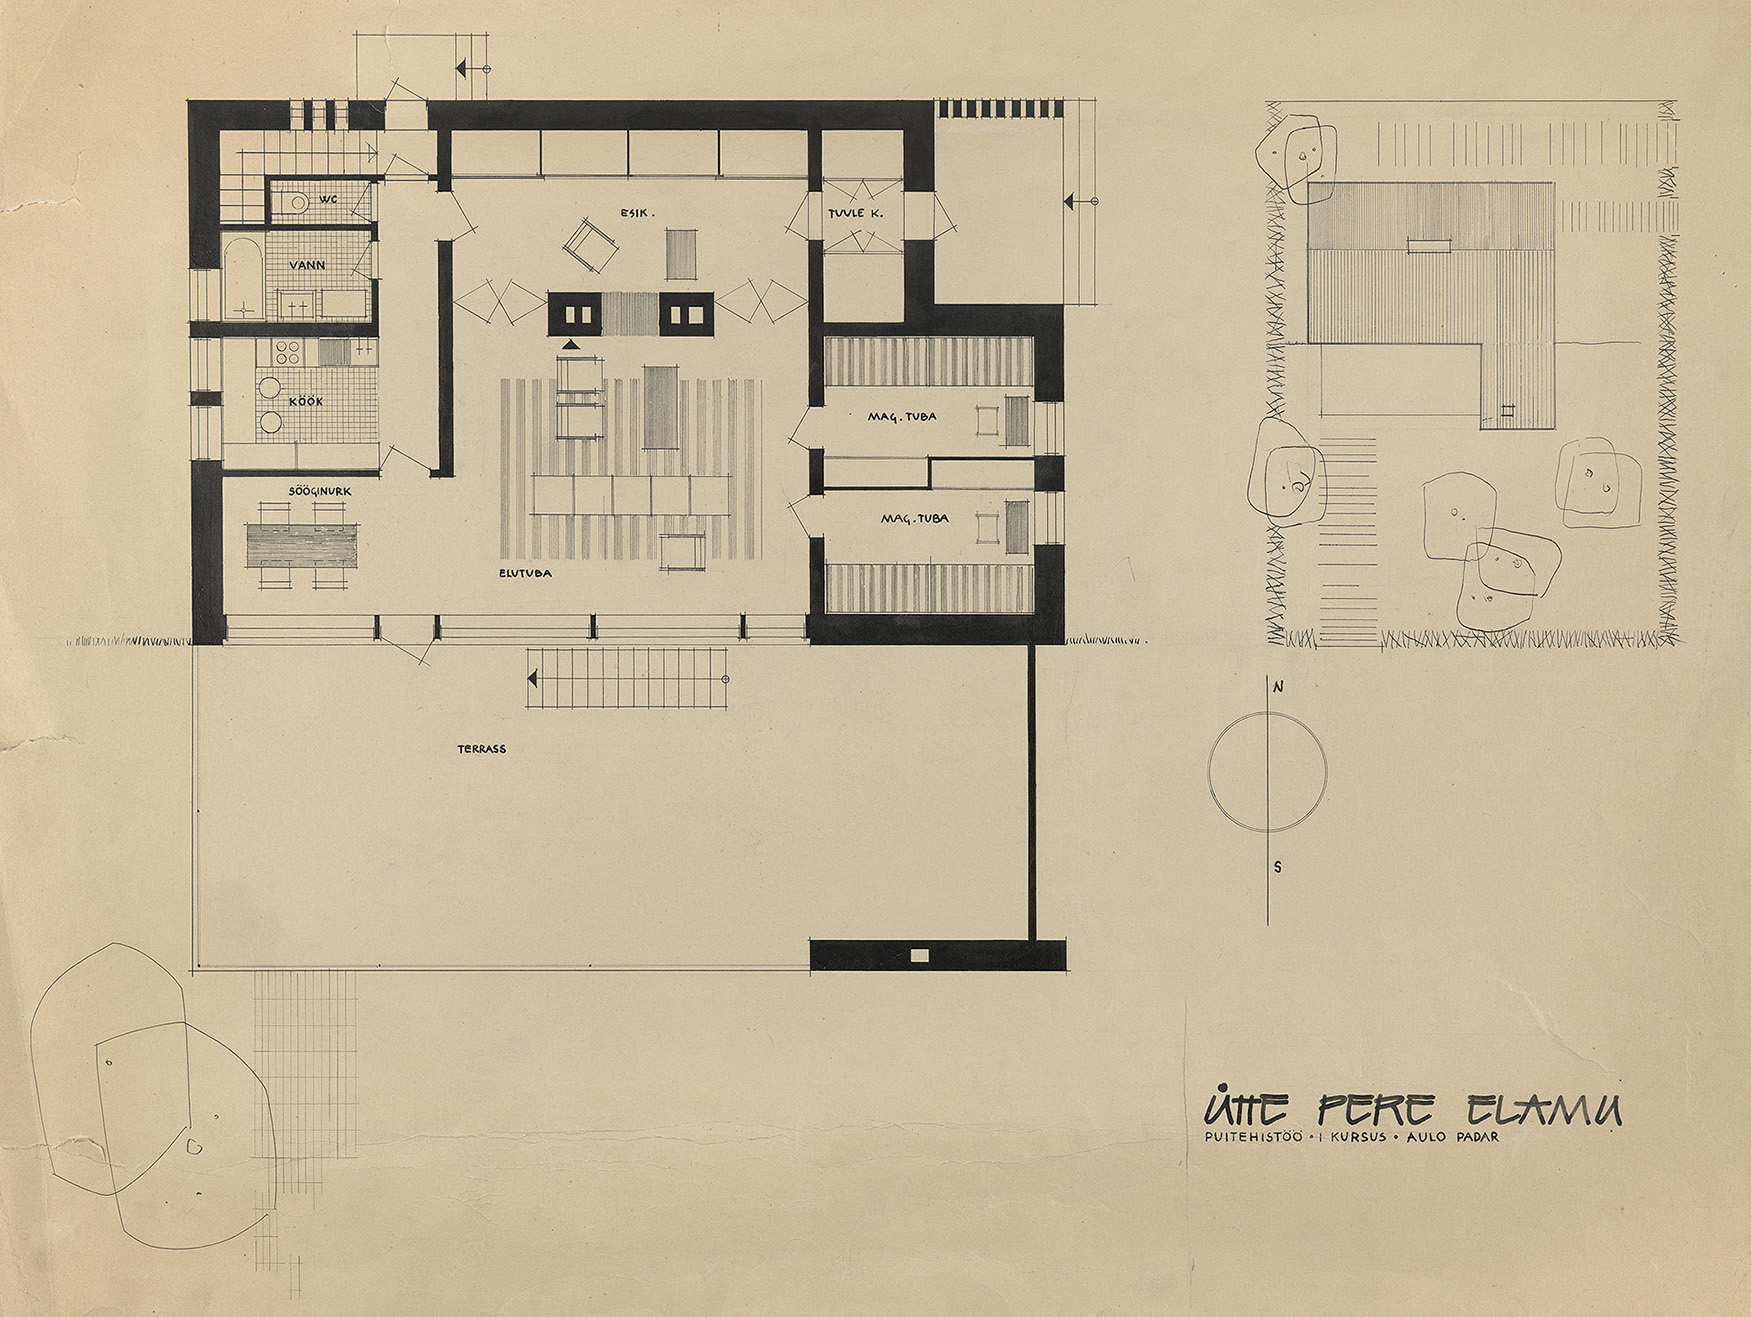 WC
ESIK.
TUULE K.
VANN
KÖÖK
MAG. TUBA
SÖÖGINURK
MAG. TUBA
ELUTUBA
TERRASS
N
S
ÜHE PERE ELAMU
PUITEHISTÖÖ • I KURSUS • AULO PADAR